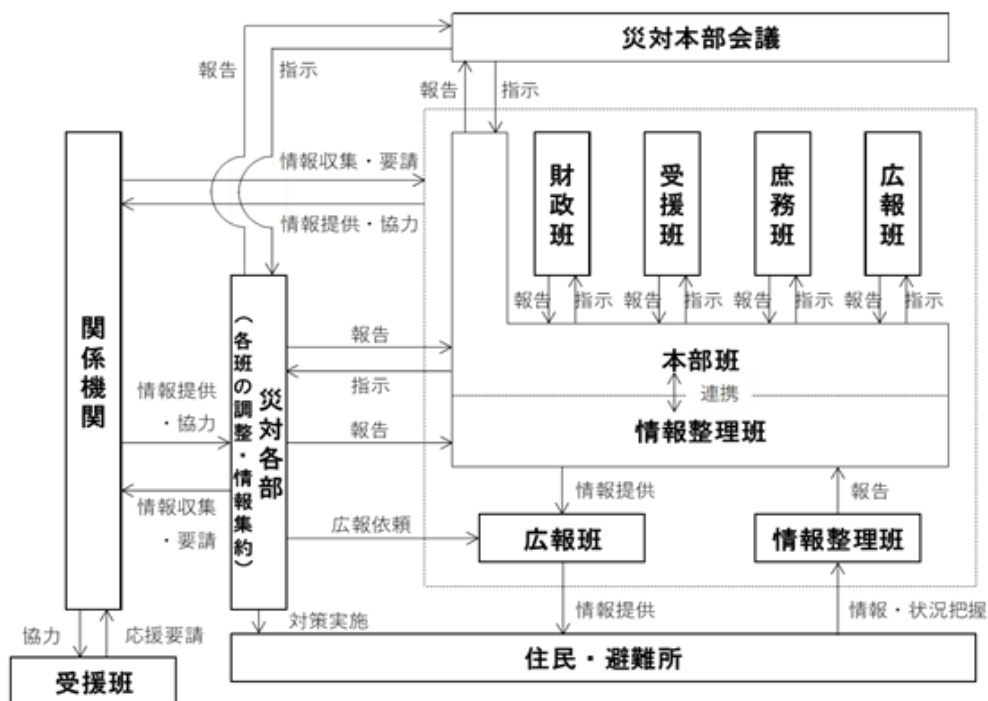 災対本部会議
報告
指示
報告
指示
情報収集・要請
情報提供・協力
財政班
受援班
庶務班
広報班
報告
指示
報告
指示
報告
指示
報告
指示
関係機関
災対各部
(各班の調整・情報集約)
報告
指示
報告
本部班
連携
情報整理班
情報提供
・協力
情報収集
・要請
広報依頼
情報提供
報告
広報班
情報整理班
対策実施
情報提供
情報・状況把握
協力
応援要請
受援班
住民・避難所